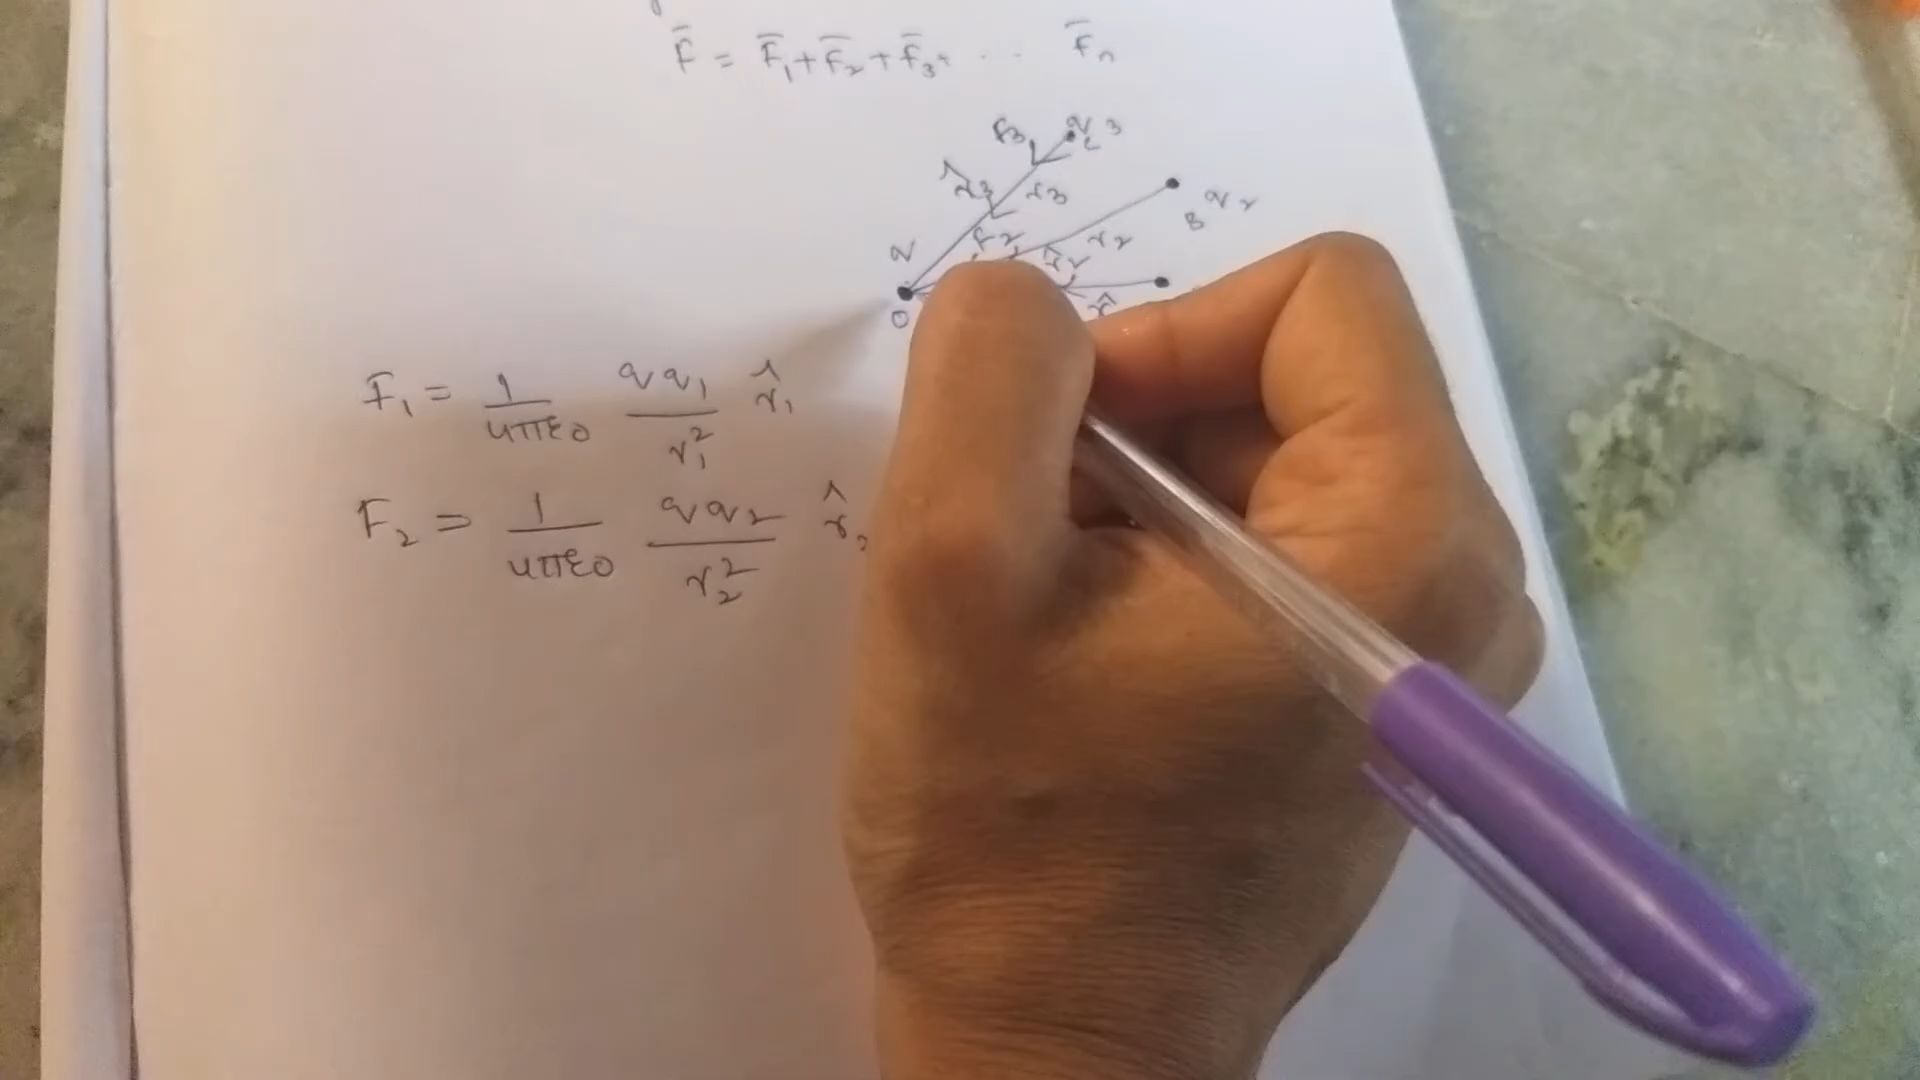 F̄ = F̄₁ + F̄₂ + F̄₃ + . . . F̄ₙ
F₃ q₃
r̂₃ r₃
q₂
B
q F₂ r̂₂ r₂
O r̂
F₁ = 1/4πε₀ qq₁/r₁² r̂₁
F₂ = 1/4πε₀ qq₂/r₂² r̂₂